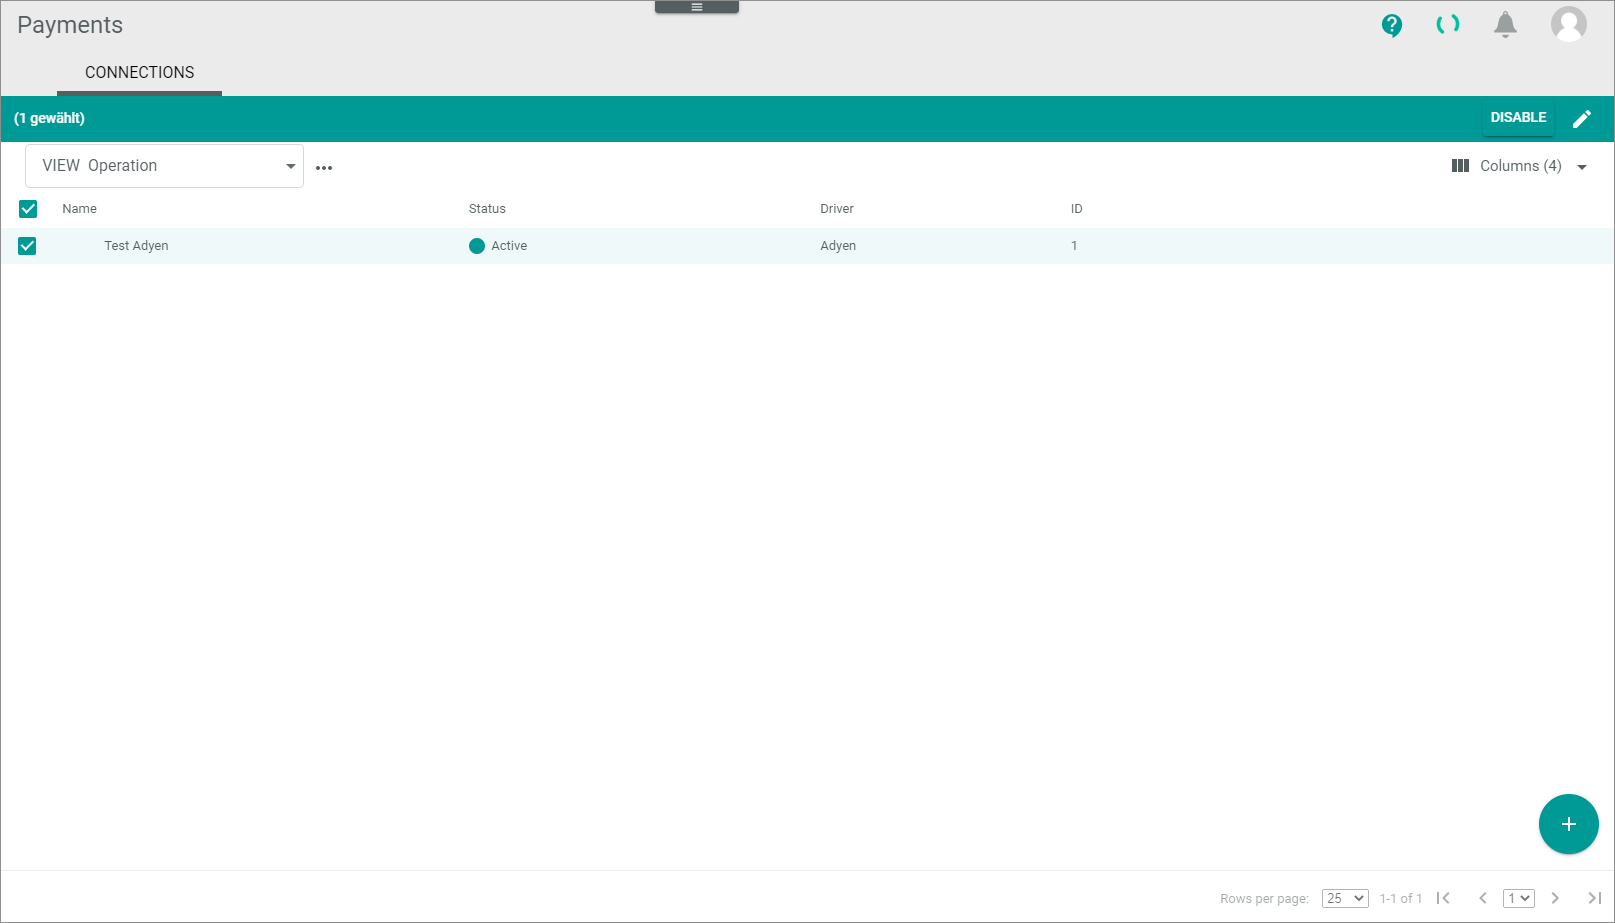 Payments
CONNECTIONS
(1 gewählt)
DISABLE
VIEW Operation
Columns (4)
Name Status Driver ID
Test Adyen Active Adyen 1
Rows per page: 25 1-1 of 1 1